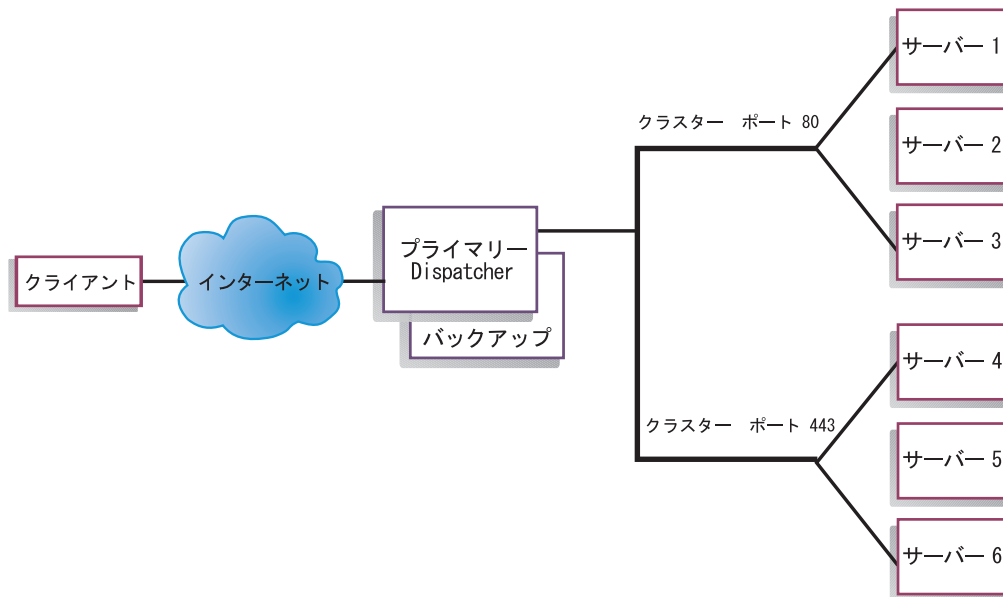 クライアント
インターネット
プライマリー
Dispatcher
バックアップ
クラスター　ポート 80
サーバー 1
サーバー 2
サーバー 3
クラスター　ポート 443
サーバー 4
サーバー 5
サーバー 6